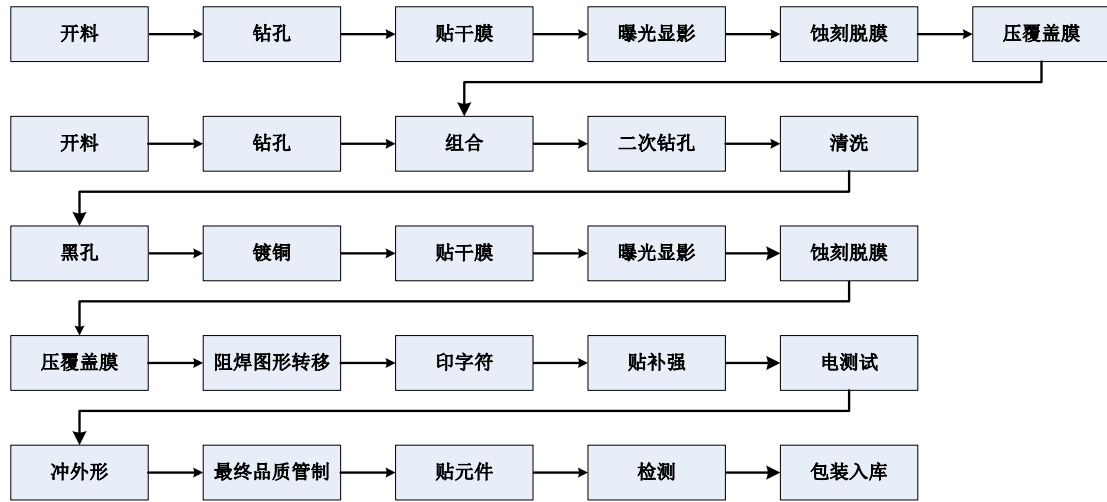 开料
钻孔
贴干膜
曝光显影
蚀刻脱膜
压覆盖膜
开料
钻孔
组合
二次钻孔
清洗
黑孔
镀铜
贴干膜
曝光显影
蚀刻脱膜
压覆盖膜
阻焊图形转移
印字符
贴补强
电测试
冲外形
最终品质管制
贴元件
检测
包装入库